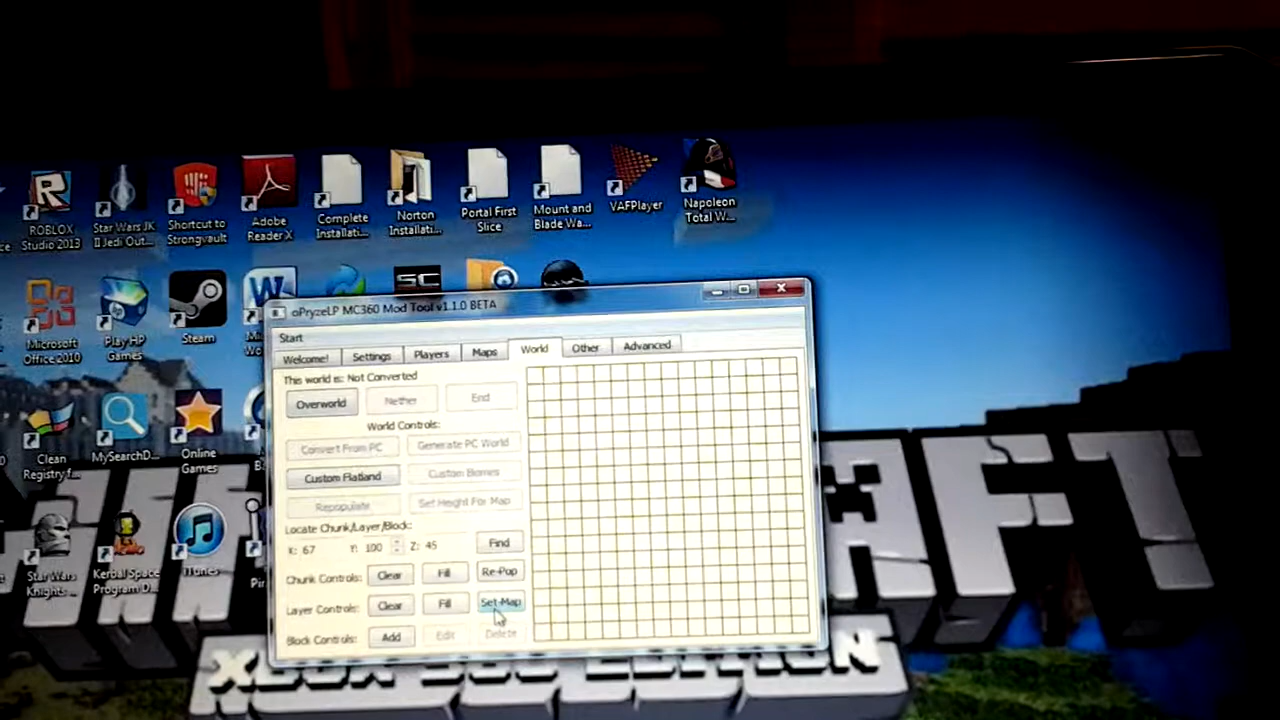 ROBLOX
Studio 2013
Star Wars JK
II Jedi Out...
Shortcut to
Strongvault
Adobe
Reader X
Complete
Installati...
Norton
Installati...
Portal First
Slice
Mount and
Blade Wa...
VAFPlayer
Napoleon
Total W...
Microsoft
Office 2010
Play HP
Games
Steam
SC
oPryzeLP MC360 Mod Tool v1.1.0 BETA
Start
Welcome! Settings Players Maps World Other Advanced
This world is: Not Converted
Overworld Nether End
World Controls:
Convert From PC Generate PC World
Custom Flatland Custom Biomes
Repopulate Set Height For Map
Locate Chunk/Layer/Block:
X: 67 Y: 100 Z: 45 Find
Chunk Controls: Clear Fill Re-Pop
Layer Controls: Clear Fill Set-Map
Block Controls: Add Edit Delete
Clean
Registry f...
MySearchD...
Online
Games
Star Wars
Knights...
Kerbal Space
Program D...
iTunes
XBOX 360 EDITION